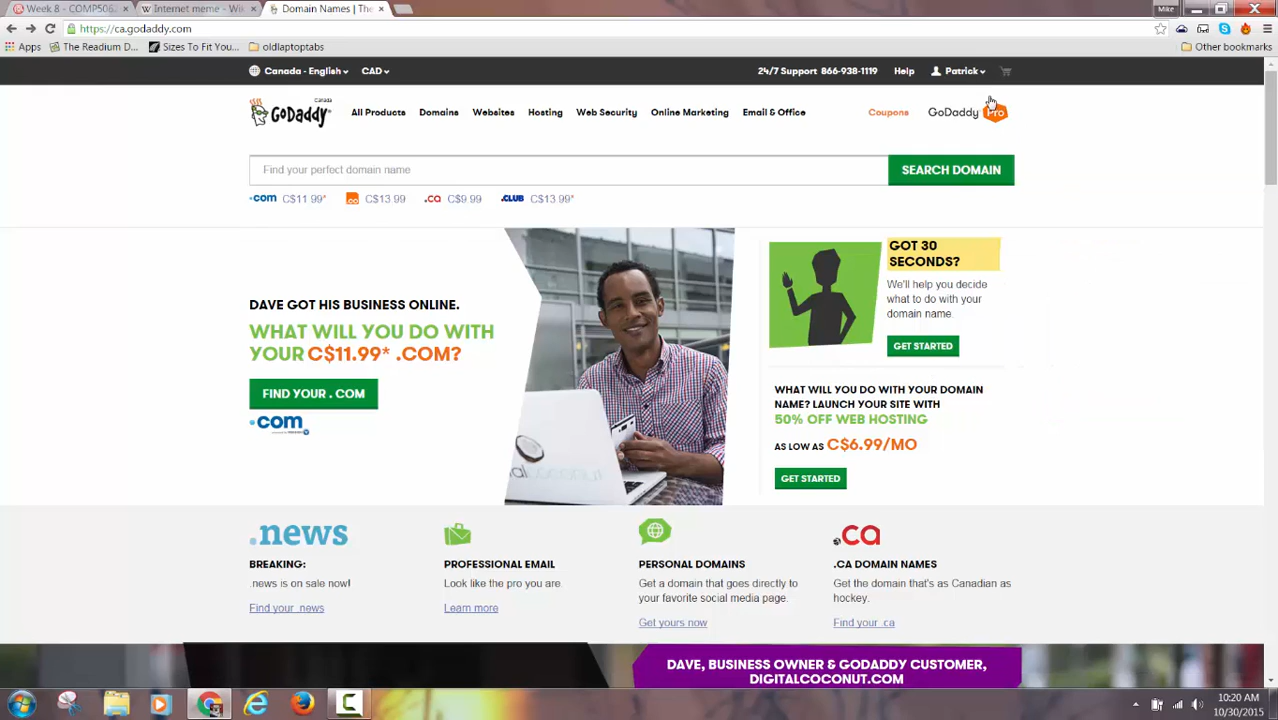 Week 8 - COMP506
Internet meme - Wi
Domain Names | The
Mike
https://ca.godaddy.com
Apps
The Readium D...
Sizes To Fit You...
oldlaptoptabs
Other bookmarks
Canada - English
CAD
24/7 Support 866-938-1119
Help
Patrick
Canada
GoDaddy
All Products
Domains
Websites
Hosting
Web Security
Online Marketing
Email & Office
Coupons
GoDaddy Pro
Find your perfect domain name
SEARCH DOMAIN
.com C$11.99*
.co C$13.99
.ca C$9.99
.CLUB C$13.99*
DAVE GOT HIS BUSINESS ONLINE.
WHAT WILL YOU DO WITH
YOUR C$11.99* .COM?
FIND YOUR . COM
.com
GOT 30
SECONDS?
We'll help you decide
what to do with your
domain name.
GET STARTED
WHAT WILL YOU DO WITH YOUR DOMAIN
NAME? LAUNCH YOUR SITE WITH
50% OFF WEB HOSTING
AS LOW AS C$6.99/MO
GET STARTED
.news
BREAKING:
.news is on sale now!
Find your .news
PROFESSIONAL EMAIL
Look like the pro you are.
Learn more
PERSONAL DOMAINS
Get a domain that goes directly to
your favorite social media page.
Get yours now
.ca
.CA DOMAIN NAMES
Get the domain that's as Canadian as
hockey.
Find your .ca
DAVE, BUSINESS OWNER & GODADDY CUSTOMER,
DIGITALCOCONUT.COM
10:20 AM
10/30/2015